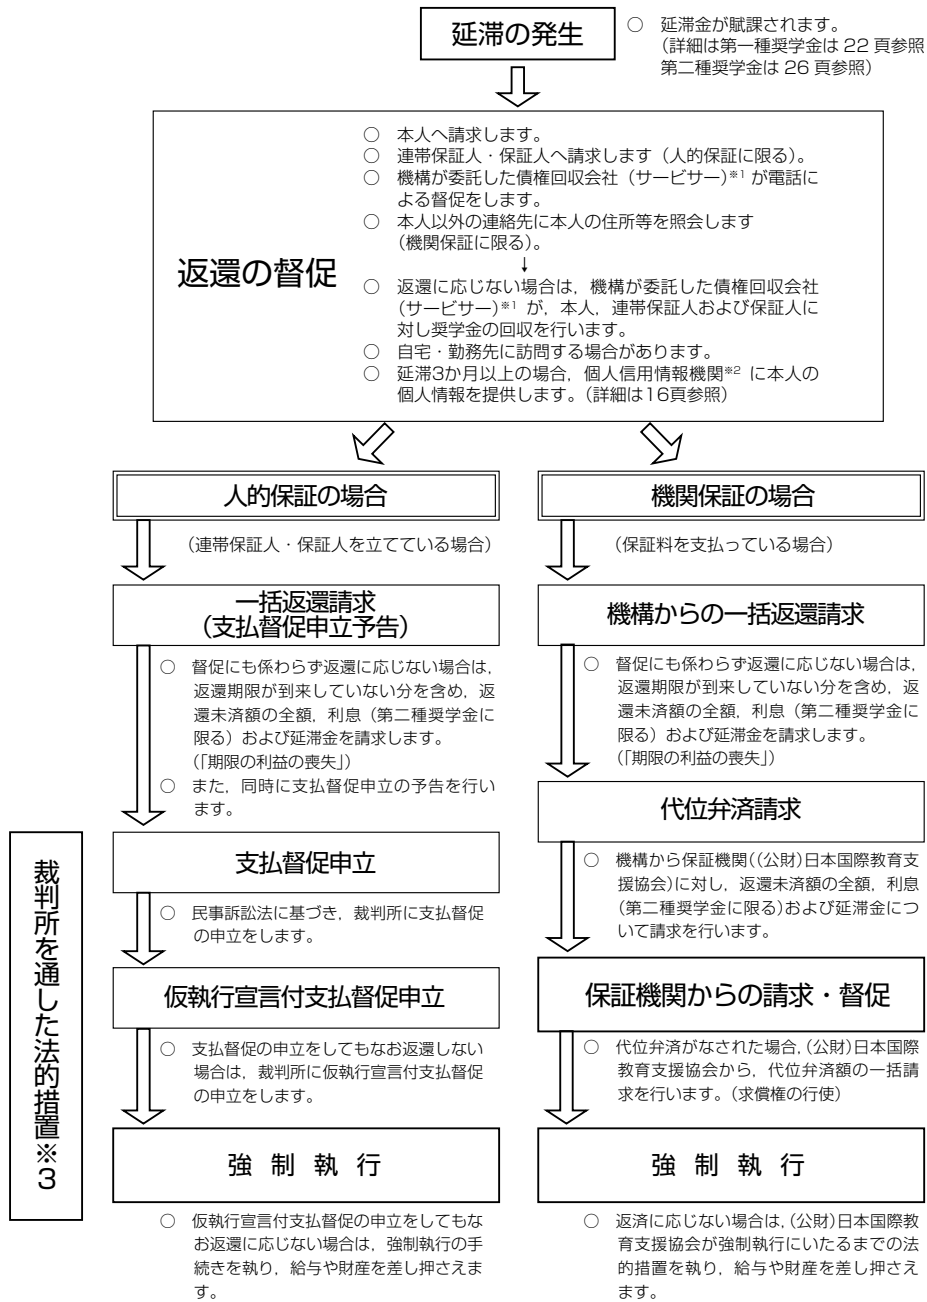 延滞の発生
○ 延滞金が賦課されます。
(詳細は第一種奨学金は 22 頁参照
第二種奨学金は 26 頁参照)
返還の督促
○ 本人へ請求します。
○ 連帯保証人・保証人へ請求します（人的保証に限る）。
○ 機構が委託した債権回収会社（サービサー）※1 が電話に
よる督促をします。
○ 本人以外の連絡先に本人の住所等を照会します
（機関保証に限る）。
↓
○ 返還に応じない場合は，機構が委託した債権回収会社
（サービサー）※1 が，本人，連帯保証人および保証人に
対し奨学金の回収を行います。
○ 自宅・勤務先に訪問する場合があります。
○ 延滞3か月以上の場合，個人信用情報機関※2 に本人の
個人情報を提供します。（詳細は16頁参照）
人的保証の場合
（連帯保証人・保証人を立てている場合）
一括返還請求
（支払督促申立予告）
○ 督促にも係わらず返還に応じない場合は，
返還期限が到来していない分を含め，返
還未済額の全額，利息（第二種奨学金に
限る）および延滞金を請求します。
（「期限の利益の喪失」）
○ また，同時に支払督促申立の予告を行い
ます。
支払督促申立
○ 民事訴訟法に基づき，裁判所に支払督促
の申立をします。
仮執行宣言付支払督促申立
○ 支払督促の申立をしてもなお返還しない
場合は，裁判所に仮執行宣言付支払督促
の申立をします。
強 制 執 行
○ 仮執行宣言付支払督促の申立をしてもな
お返還に応じない場合は，強制執行の手
続きを執り，給与や財産を差し押さえま
す。
機関保証の場合
（保証料を支払っている場合）
機構からの一括返還請求
○ 督促にも係わらず返還に応じない場合は，
返還期限が到来していない分を含め，返
還未済額の全額，利息（第二種奨学金に
限る）および延滞金を請求します。
（「期限の利益の喪失」）
代位弁済請求
○ 機構から保証機関((公財)日本国際教育支
援協会)に対し，返還未済額の全額，利息
（第二種奨学金に限る）および延滞金につ
いて請求を行います。
保証機関からの請求・督促
○ 代位弁済がなされた場合，(公財)日本国際
教育支援協会から，代位弁済額の一括請
求を行います。（求償権の行使）
強 制 執 行
○ 返済に応じない場合は，(公財)日本国際教
育支援協会が強制執行にいたるまでの法
的措置を執り，給与や財産を差し押さえ
ます。
裁判所を通した法的措置※3